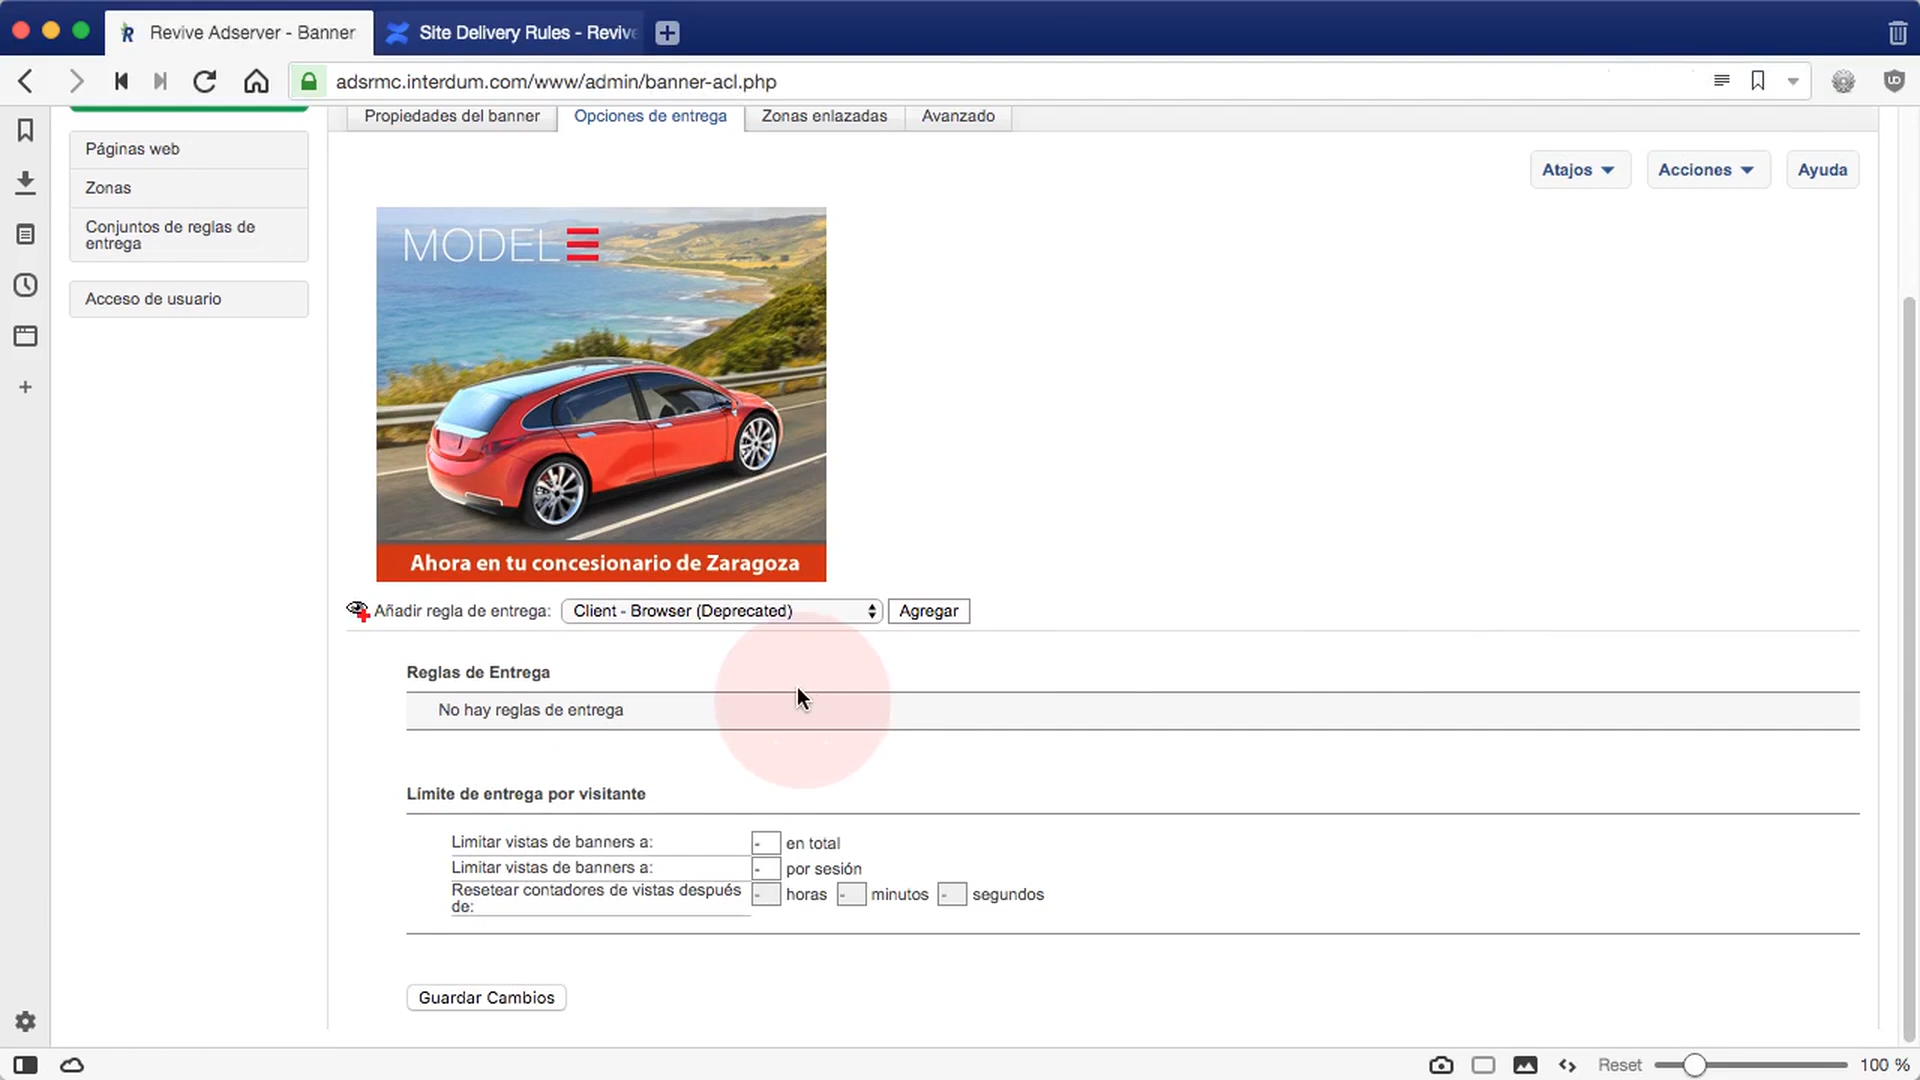 Revive Adserver - Banner
Site Delivery Rules - Revive
adsrmc.interdum.com/www/admin/banner-acl.php
Propiedades del banner
Opciones de entrega
Zonas enlazadas
Avanzado
Páginas web
Zonas
Conjuntos de reglas de
entrega
Acceso de usuario
Atajos
Acciones
Ayuda
MODEL
Ahora en tu concesionario de Zaragoza
Añadir regla de entrega: Client - Browser (Deprecated) Agregar
Reglas de Entrega
No hay reglas de entrega
Límite de entrega por visitante
Limitar vistas de banners a: - en total
Limitar vistas de banners a: - por sesión
Resetear contadores de vistas después
de: - horas - minutos - segundos
Guardar Cambios
Reset 100 %